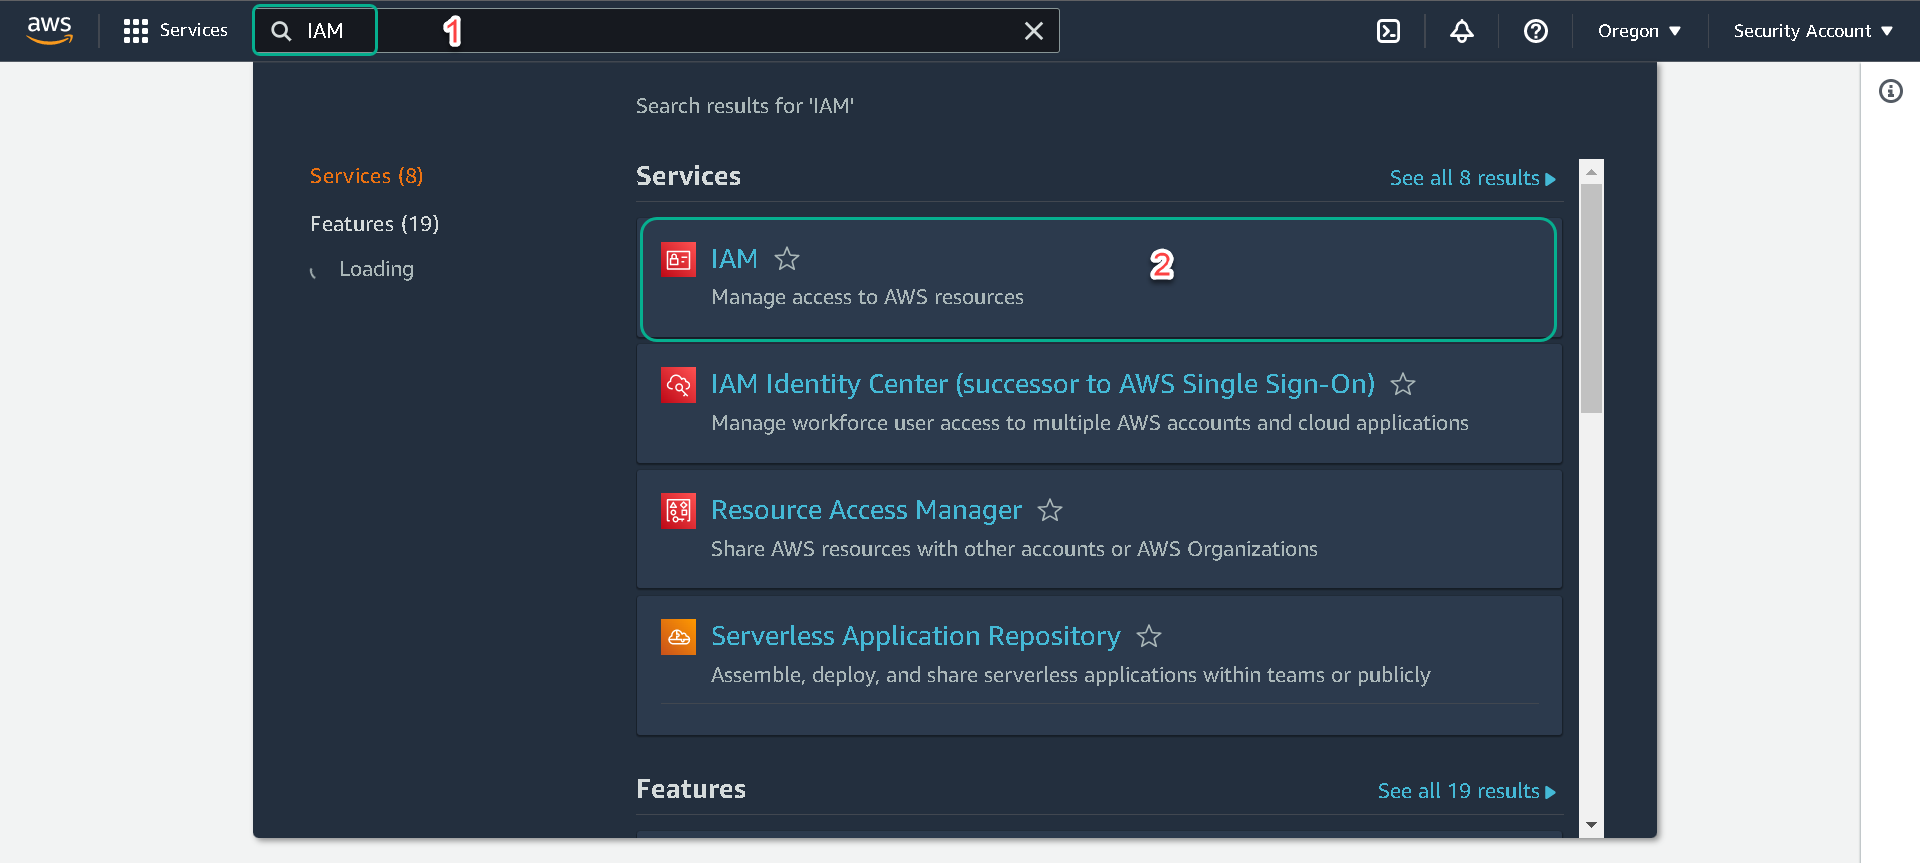 aws Services IAM 1 Oregon Security Account
Search results for 'IAM'
Services (8)
Features (19)
Loading
Services See all 8 results
IAM
2
Manage access to AWS resources
IAM Identity Center (successor to AWS Single Sign-On)
Manage workforce user access to multiple AWS accounts and cloud applications
Resource Access Manager
Share AWS resources with other accounts or AWS Organizations
Serverless Application Repository
Assemble, deploy, and share serverless applications within teams or publicly
Features See all 19 results